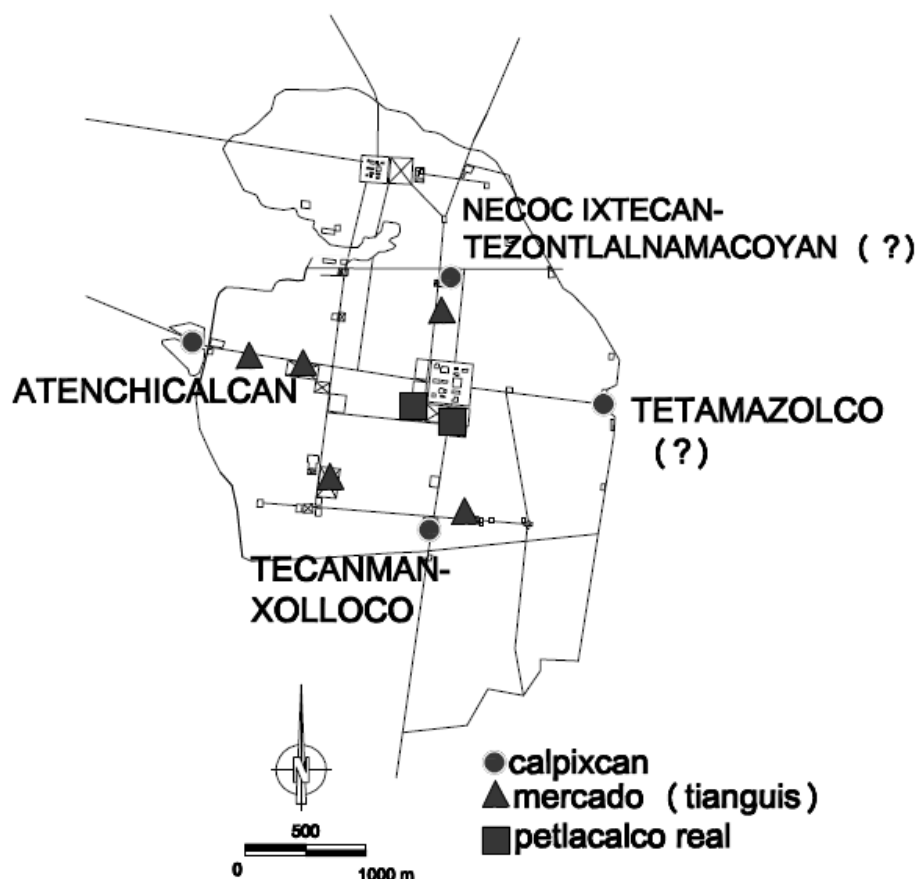 NECOC IXTECAN-
TEZONTLALNAMACOYAN ( ?)
ATENCHICALCAN
TETAMAZOLCO
(?)
TECANMAN-
XOLLOCO
N
calpixcan
mercado (tianguis)
petlacalco real
500
0
1000 m